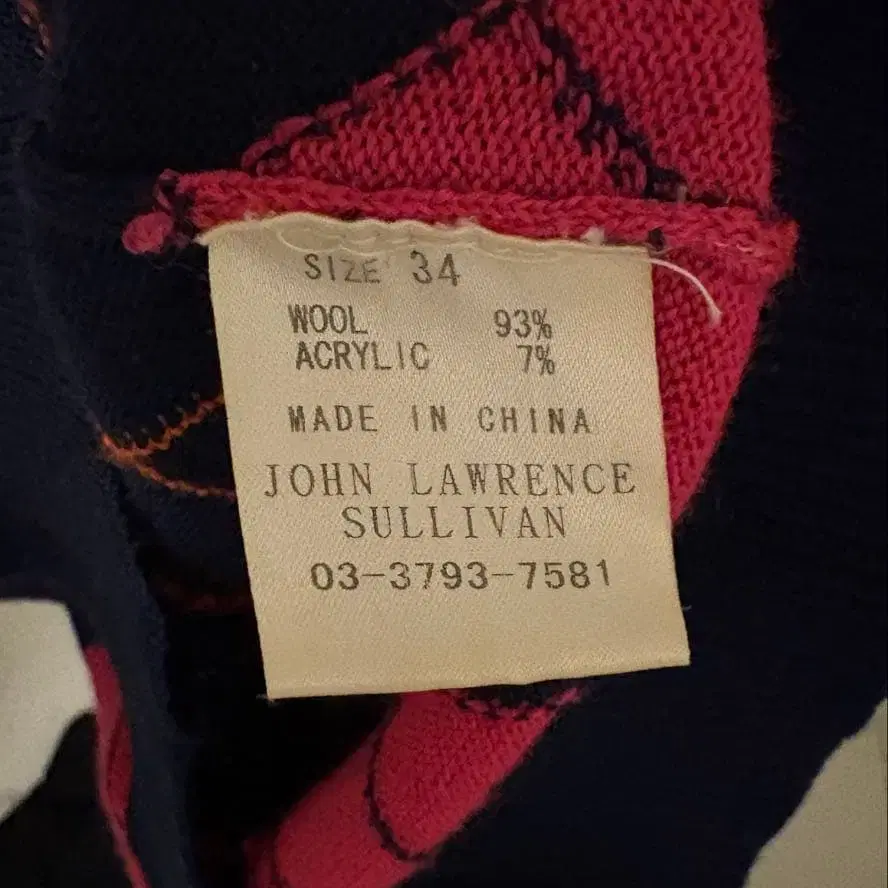 SIZE 34
WOOL 93%
ACRYLIC 7%
MADE IN CHINA
JOHN LAWRENCE
SULLIVAN
03-3793-7581